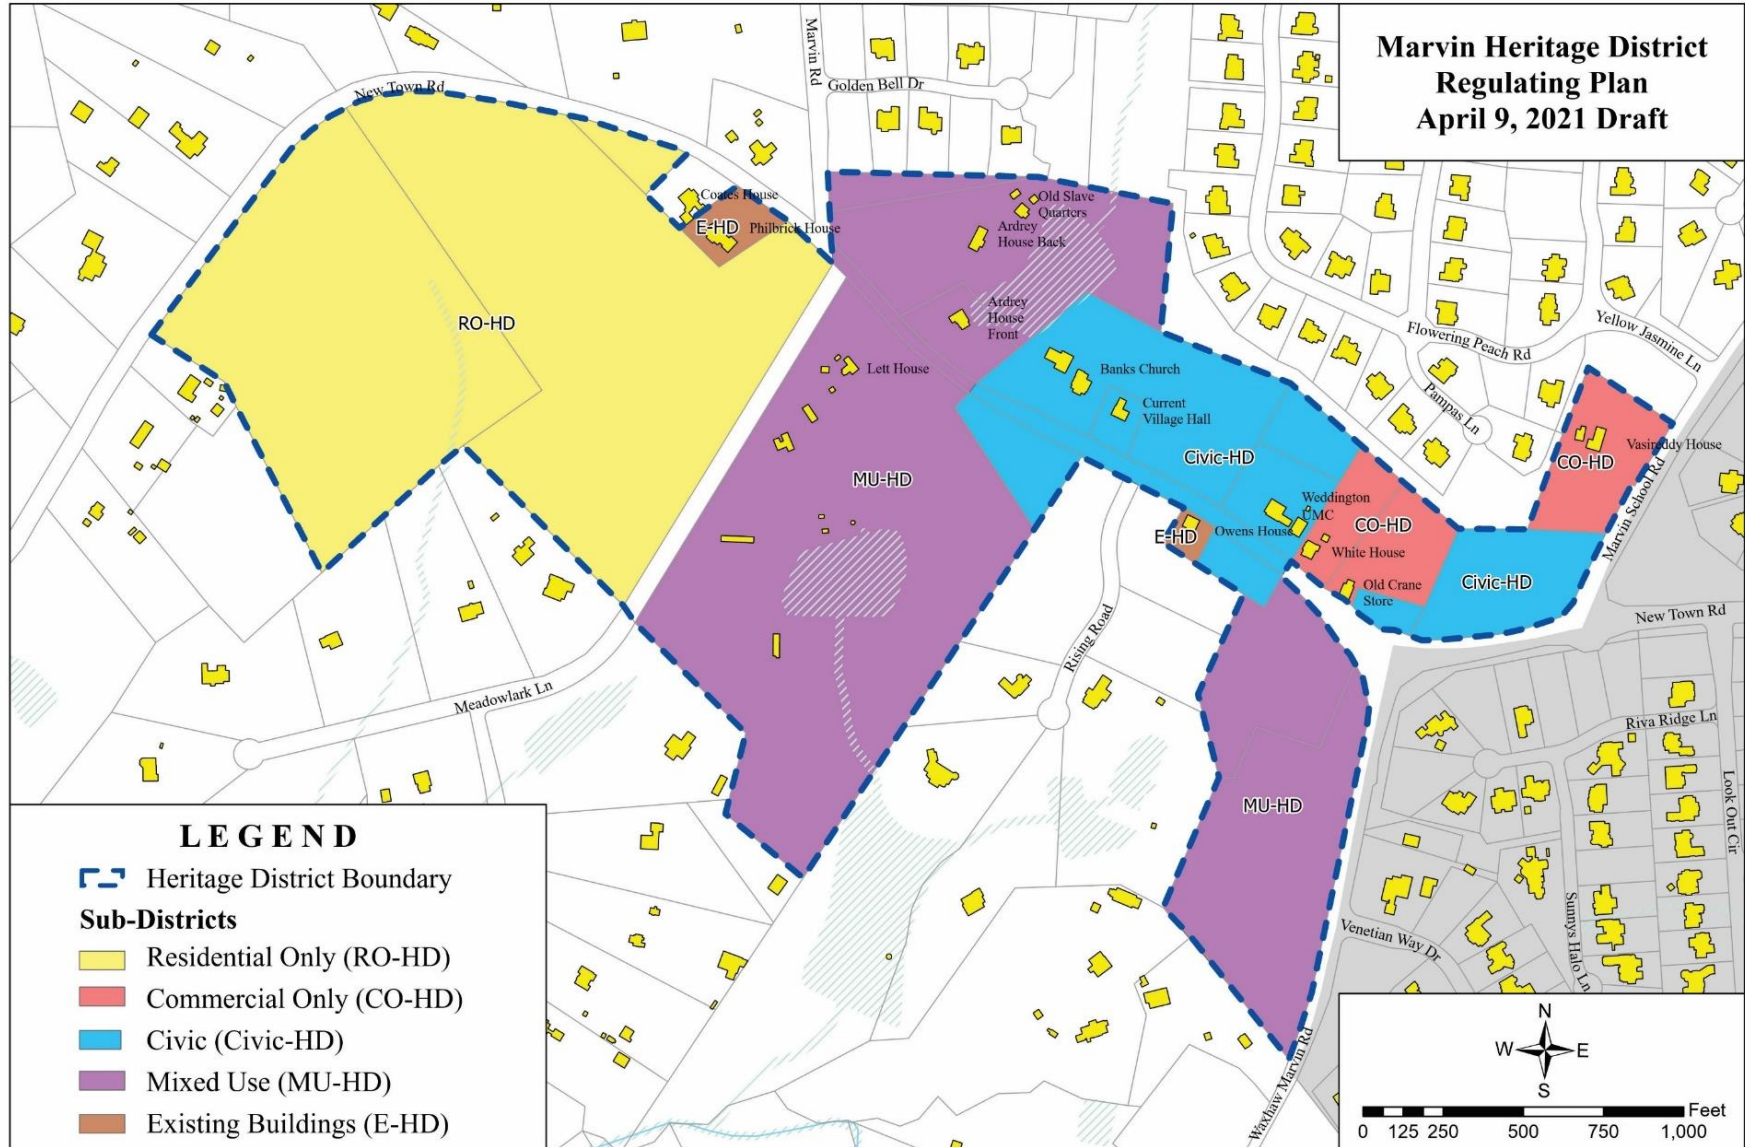 Marvin Heritage District
Regulating Plan
April 9, 2021 Draft
New Town Rd
Marvin Rd
Golden Bell Dr
Coates House
E-HD
Philbrick House
Old Slave
Quarters
Ardrey
House Back
Ardrey
House
Front
RO-HD
Lett House
Banks Church
Current
Village Hall
Flowering Peach Rd
Yellow Jasmine Ln
Pampas Ln
Vasireddy House
CO-HD
Marvin School Rd
MU-HD
Civic-HD
Weddington
UMC
CO-HD
Owens House
E-HD
White House
Old Crane
Store
Civic-HD
New Town Rd
Rising Road
Meadowlark Ln
MU-HD
Riva Ridge Ln
Look Out Cir
Sunnys Halo Ln
Venetian Way Dr
Waxhaw Marvin Rd
LEGEND
Heritage District Boundary
Sub-Districts
Residential Only (RO-HD)
Commercial Only (CO-HD)
Civic (Civic-HD)
Mixed Use (MU-HD)
Existing Buildings (E-HD)
N
W E
S
Feet
0 125 250 500 750 1,000